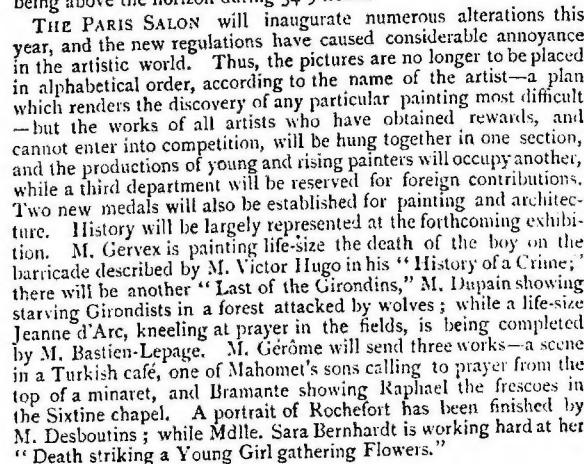 being above the horizon during 34
THE PARIS SALON will inaugurate numerous alterations this
year, and the new regulations have caused considerable annoyance
in the artistic world. Thus, the pictures are no longer to be placed
in alphabetical order, according to the name of the artist—a plan
which renders the discovery of any particular painting most difficult
—but the works of all artists who have obtained rewards, and
cannot enter into competition, will be hung together in one section,
and the productions of young and rising painters will occupy another,
while a third department will be reserved for foreign contributions.
Two new medals will also be established for painting and architec-
ture. History will be largely represented at the forthcoming exhibi-
tion. M. Gervex is painting life-size the death of the boy on the
barricade described by M. Victor Hugo in his "History of a Crime;"
there will be another "Last of the Girondins," M. Dupain showing
starving Girondists in a forest attacked by wolves; while a life-size
Jeanne d'Arc, kneeling at prayer in the fields, is being completed
by M. Bastien-Lepage. M. Gérôme will send three works—a scene
in a Turkish café, one of Mahomet's sons calling to prayer from the
top of a minaret, and Bramante showing Raphael the frescoes in
the Sixtine chapel. A portrait of Rochefort has been finished by
M. Desboutins; while Mdlle. Sara Bernhardt is working hard at her
"Death striking a Young Girl gathering Flowers."